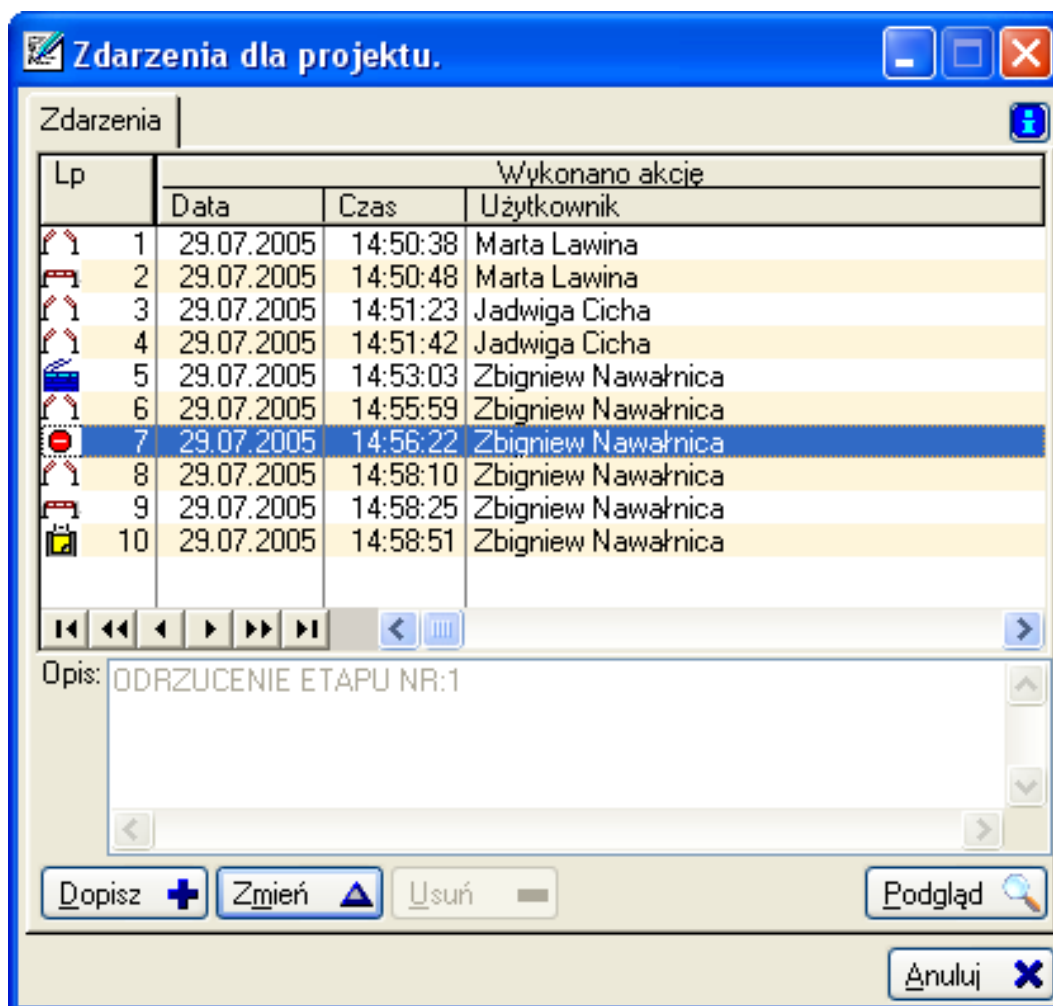 Zdarzenia dla projektu.
Zdarzenia
Lp Wykonano akcję
Data Czas Użytkownik
1 29.07.2005 14:50:38 Marta Lawina
2 29.07.2005 14:50:48 Marta Lawina
3 29.07.2005 14:51:23 Jadwiga Cicha
4 29.07.2005 14:51:42 Jadwiga Cicha
5 29.07.2005 14:53:03 Zbigniew Nawałnica
6 29.07.2005 14:55:59 Zbigniew Nawałnica
7 29.07.2005 14:56:22 Zbigniew Nawałnica
8 29.07.2005 14:58:10 Zbigniew Nawałnica
9 29.07.2005 14:58:25 Zbigniew Nawałnica
10 29.07.2005 14:58:51 Zbigniew Nawałnica
Opis: ODRZUCENIE ETAPU NR:1
Dopisz Zmień Usuń Podgląd
Anuluj